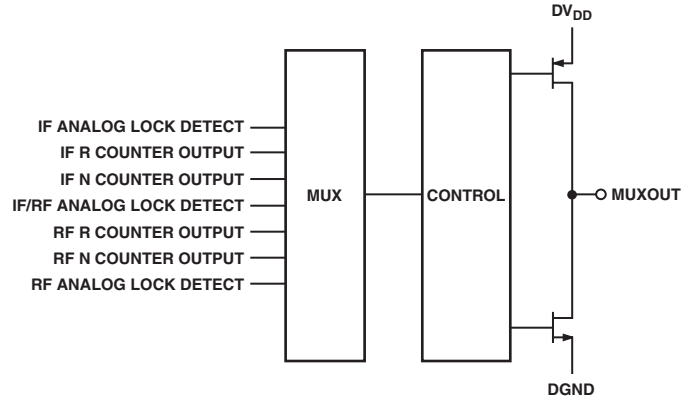 DVDD
IF ANALOG LOCK DETECT
IF R COUNTER OUTPUT
IF N COUNTER OUTPUT
IF/RF ANALOG LOCK DETECT
RF R COUNTER OUTPUT
RF N COUNTER OUTPUT
RF ANALOG LOCK DETECT
MUX
CONTROL
MUXOUT
DGND